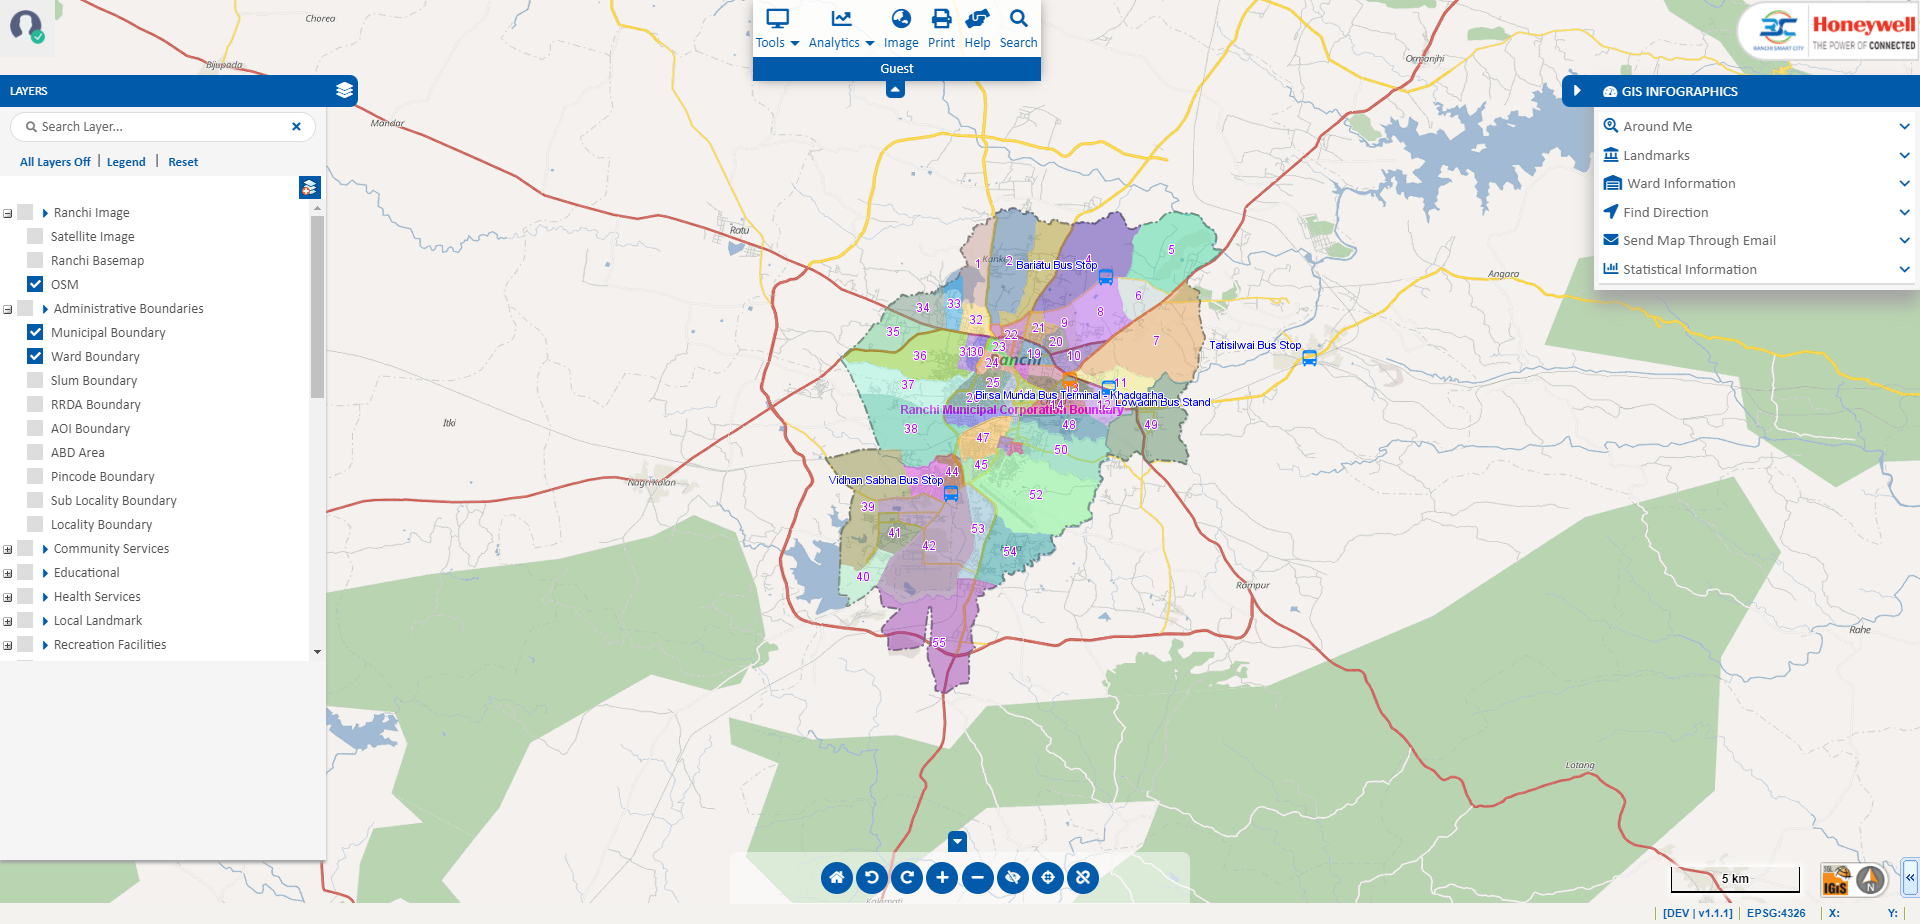 Tools
Analytics
Image
Print
Help
Search
Guest
RANCHI SMART CITY
Honeywell
THE POWER OF CONNECTED
LAYERS
Search Layer...
All Layers Off | Legend | Reset
Ranchi Image
Satellite Image
Ranchi Basemap
OSM
Administrative Boundaries
Municipal Boundary
Ward Boundary
Slum Boundary
RRDA Boundary
AOI Boundary
ABD Area
Pincode Boundary
Sub Locality Boundary
Locality Boundary
Community Services
Educational
Health Services
Local Landmark
Recreation Facilities
GIS INFOGRAPHICS
Around Me
Landmarks
Ward Information
Find Direction
Send Map Through Email
Statistical Information
Chorea
Bijupada
Mandar
Ormanjhi
Ratu
Angara
Itki
Nagri Kalan
Rampur
Rahe
Lotang
Kalamati
1
2
4
5
Bariatu Bus Stop
6
33
34
32
8
9
35
22
21
7
20
36
31
30
23
19
10
Ranchi
Tatisilwai Bus Stop
24
37
25
11
Birsa Munda Bus Terminal - Khadgarha
Lowadih Bus Stand
14
12
Ranchi Municipal Corporation Boundary
38
48
49
47
50
45
44
Vidhan Sabha Bus Stop
52
39
53
41
42
54
40
55
5 km
IGiS
N
[DEV | v1.1.1] EPSG:4326 X: Y: